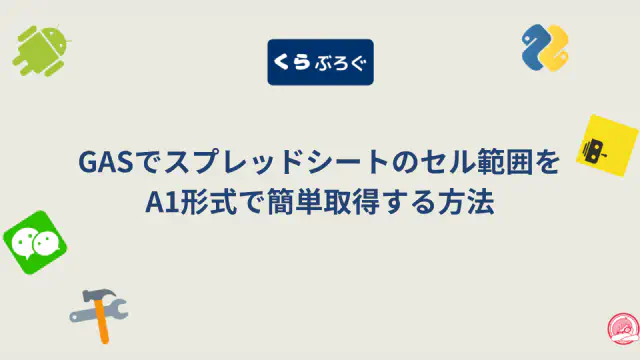 くらぶろぐ
GASでスプレッドシートのセル範囲を
A1形式で簡単取得する方法